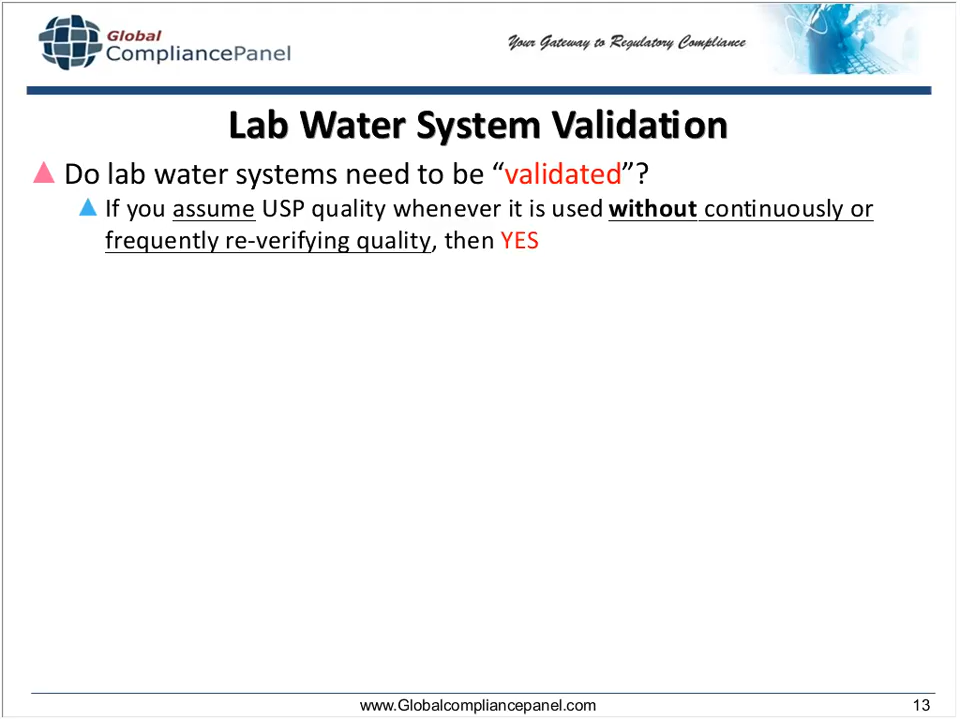 Global
CompliancePanel
Your Gateway to Regulatory Compliance
Lab Water System Validation
Do lab water systems need to be “validated”?
If you assume USP quality whenever it is used without continuously or
frequently re-verifying quality, then YES
www.Globalcompliancepanel.com
13